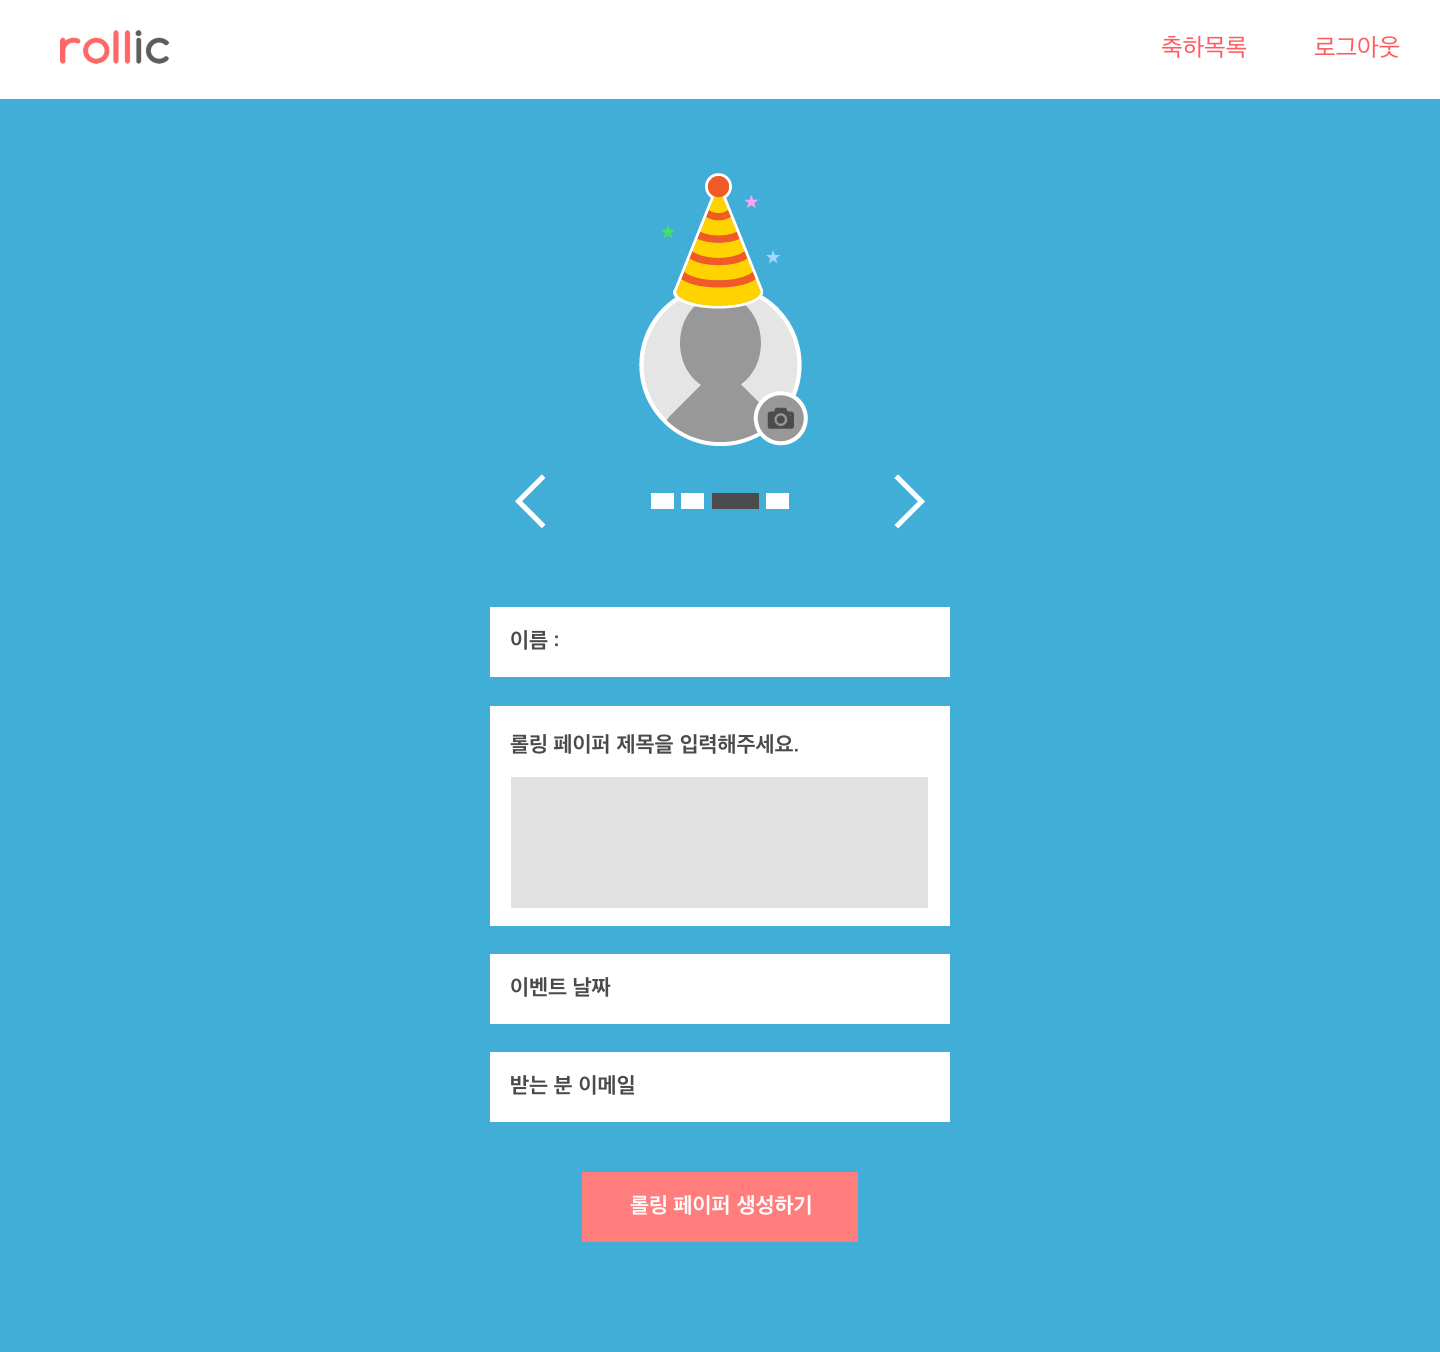 rollic
축하목록
로그아웃
이름 :
롤링 페이퍼 제목을 입력해주세요.
이벤트 날짜
받는 분 이메일
롤링 페이퍼 생성하기